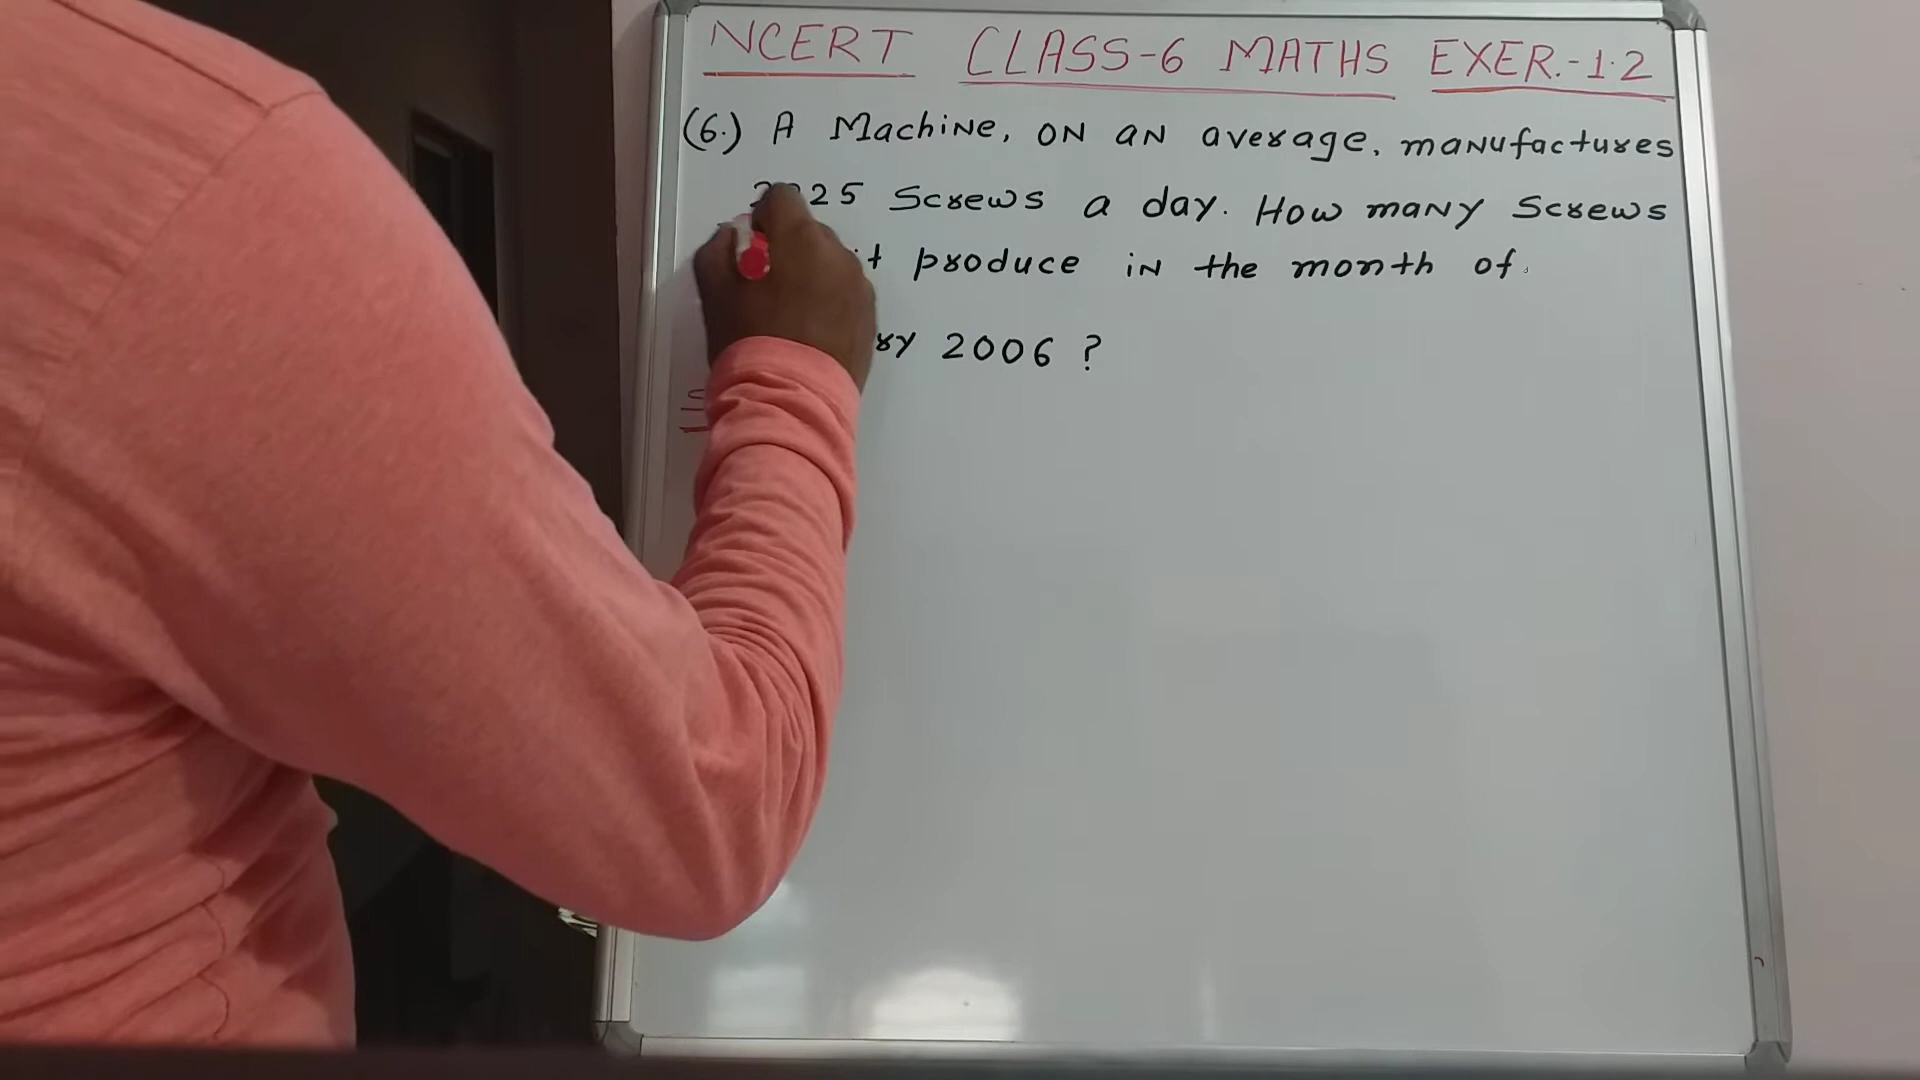 NCERT CLASS-6 MATHS EXER.-1.2
(6.) A Machine, ON AN average, manufactures
Screws a day. How many Screws
it produce in the month of
2006 ?